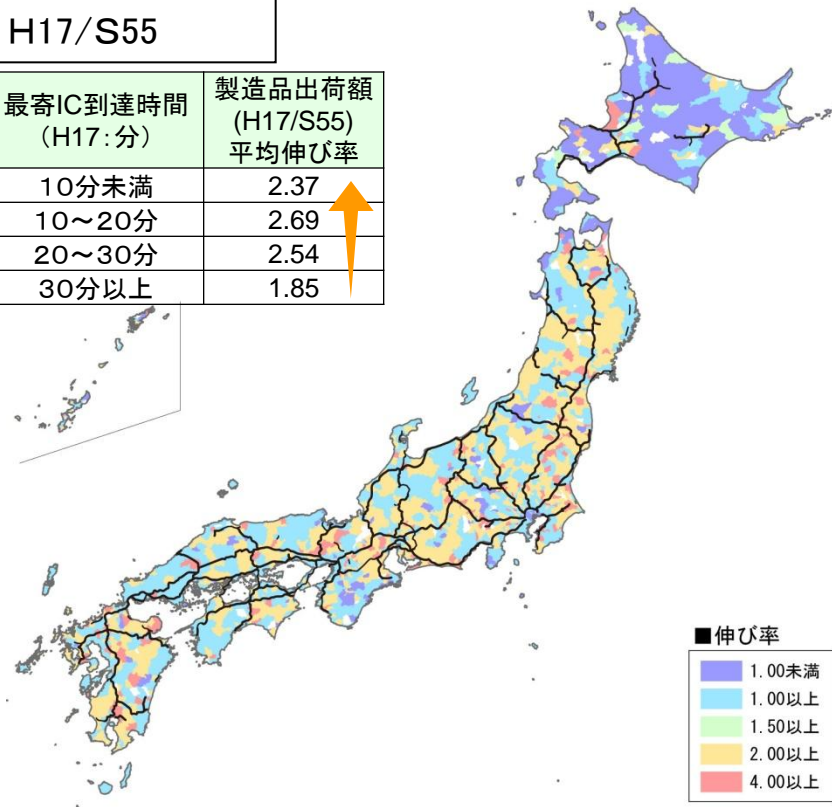 H17/S55
最寄IC到達時間
（H17：分）
製造品出荷額
(H17/S55)
平均伸び率
10分未満 2.37
10～20分 2.69
20～30分 2.54
30分以上 1.85
■伸び率
1.00未満
1.00以上
1.50以上
2.00以上
4.00以上